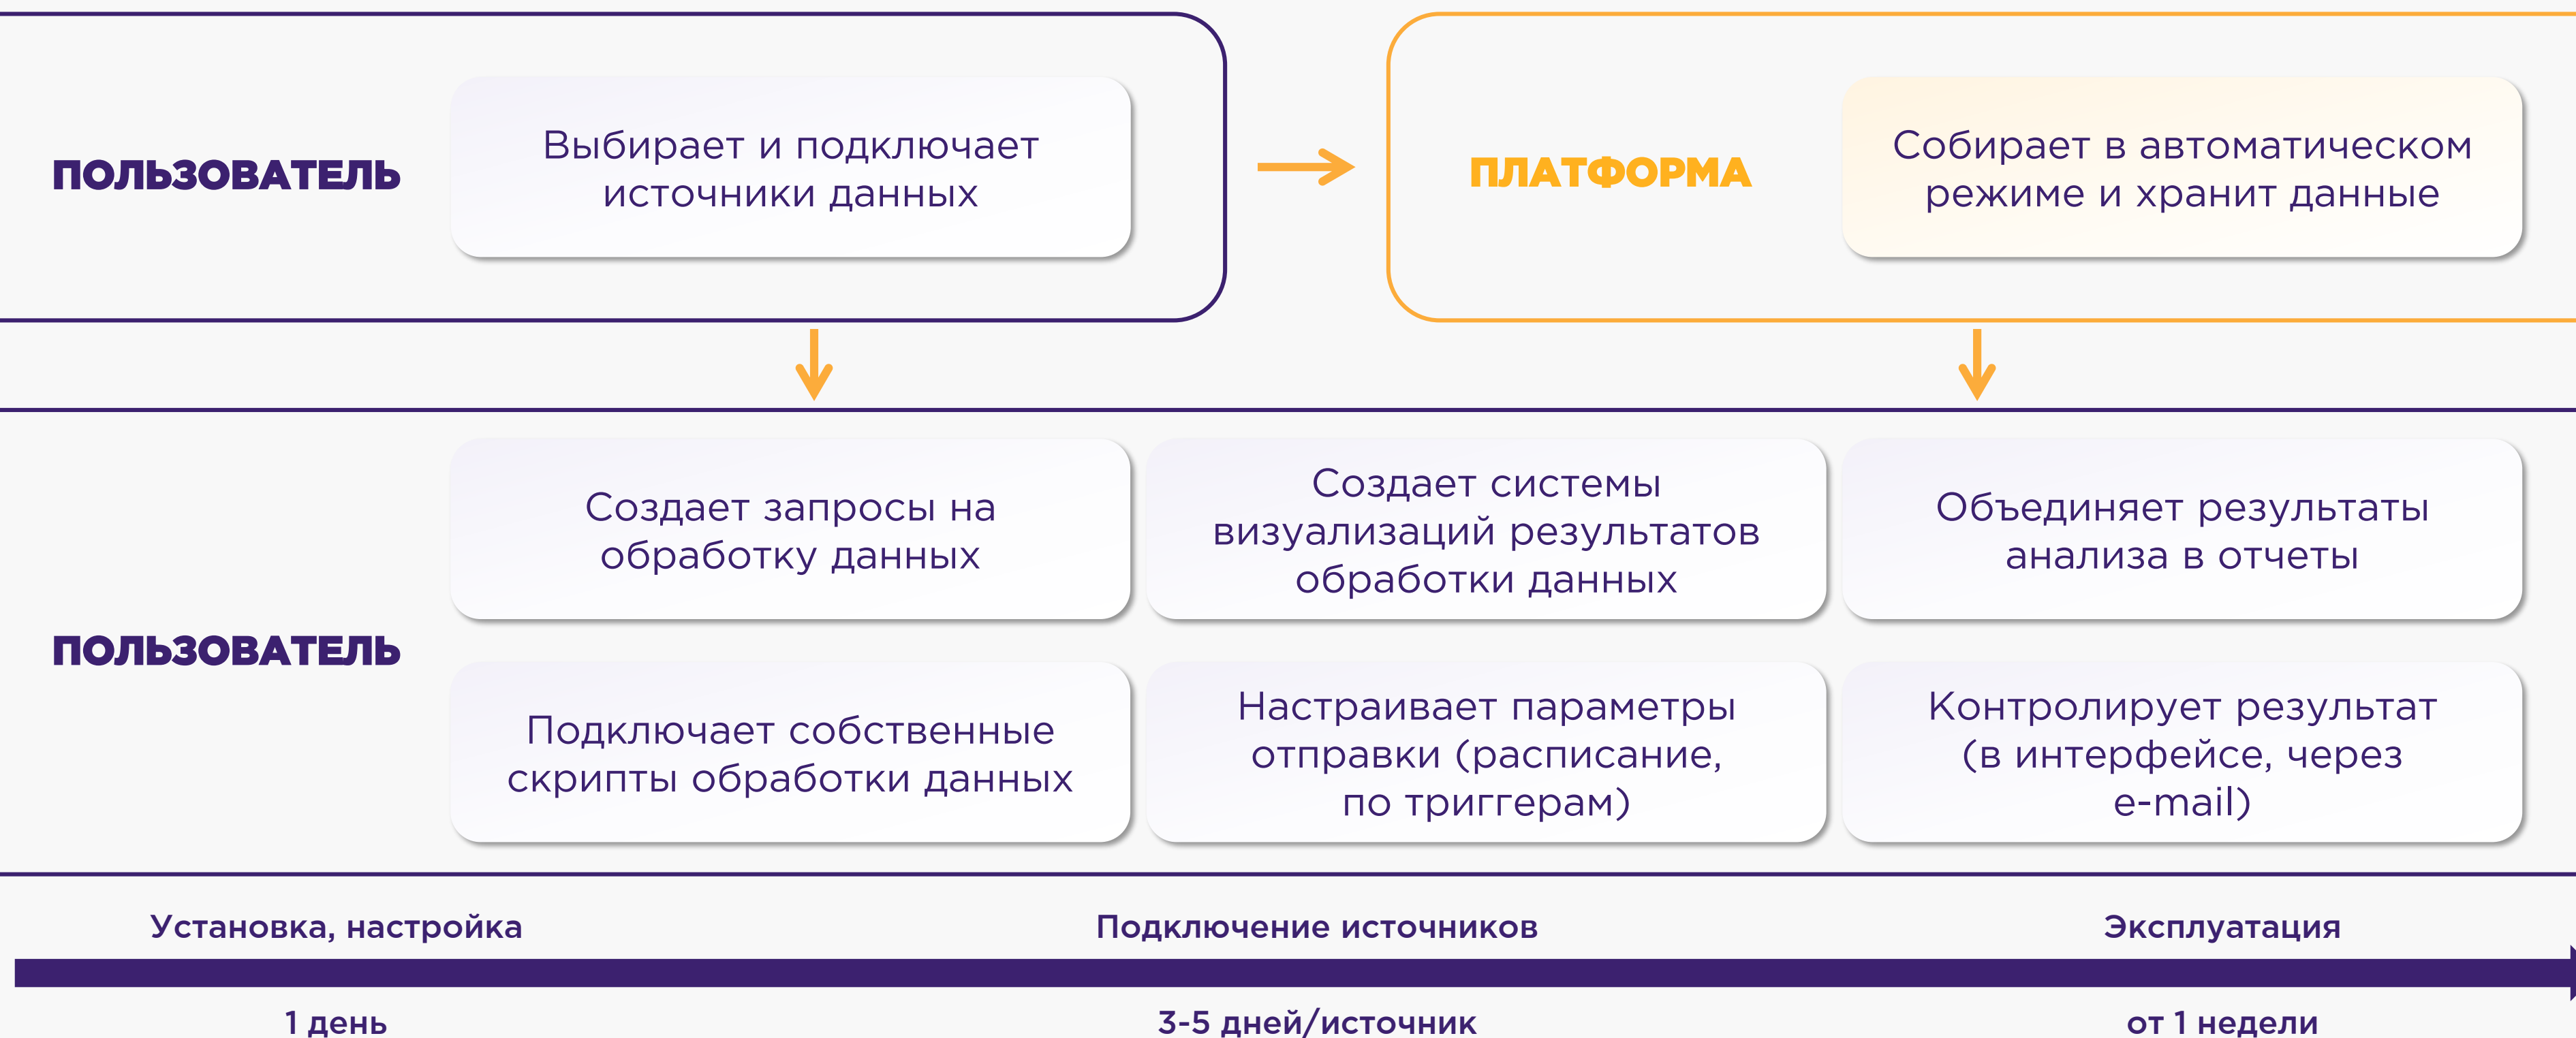 ПОЛЬЗОВАТЕЛЬ
Выбирает и подключает
источники данных
ПЛАТФОРМА
Собирает в автоматическом
режиме и хранит данные
ПОЛЬЗОВАТЕЛЬ
Создает запросы на
обработку данных
Создает системы
визуализаций результатов
обработки данных
Объединяет результаты
анализа в отчеты
Подключает собственные
скрипты обработки данных
Настраивает параметры
отправки (расписание,
по триггерам)
Контролирует результат
(в интерфейсе, через
e-mail)
Установка, настройка
Подключение источников
Эксплуатация
1 день
3-5 дней/источник
от 1 недели